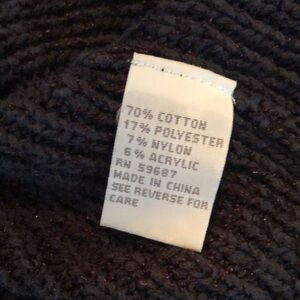 70% COTTON
17% POLYESTER
7% NYLON
6% ACRYLIC
RN 59687
MADE IN CHINA
SEE REVERSE FOR
CARE